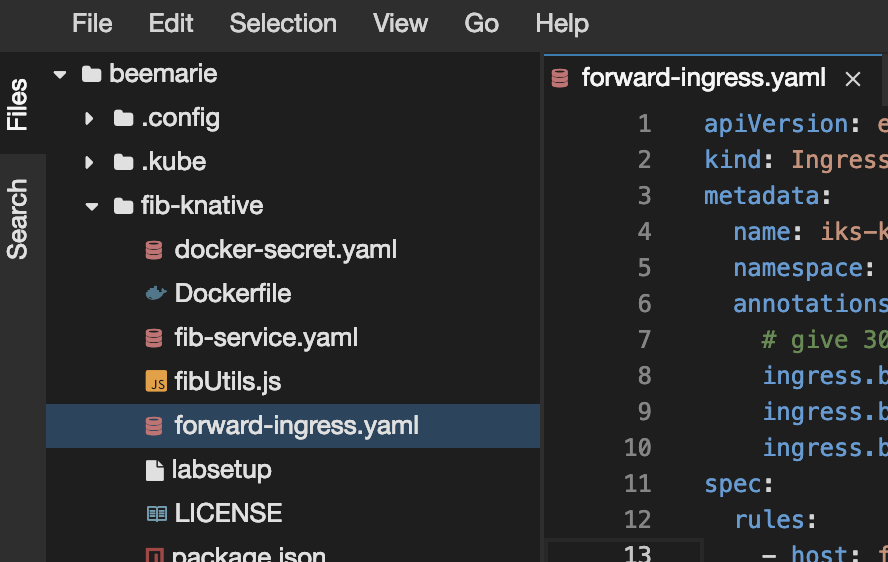 File Edit Selection View Go Help
Files
Search
beemarie
.config
.kube
fib-knative
docker-secret.yaml
Dockerfile
fib-service.yaml
JS fibUtils.js
forward-ingress.yaml
labsetup
LICENSE
package.json
forward-ingress.yaml ×
1 apiVersion: e
2 kind: Ingress
3 metadata:
4 name: iks-k
5 namespace:
6 annotations
7 # give 30
8 ingress.b
9 ingress.b
10 ingress.b
11 spec:
12 rules:
13 - host: f